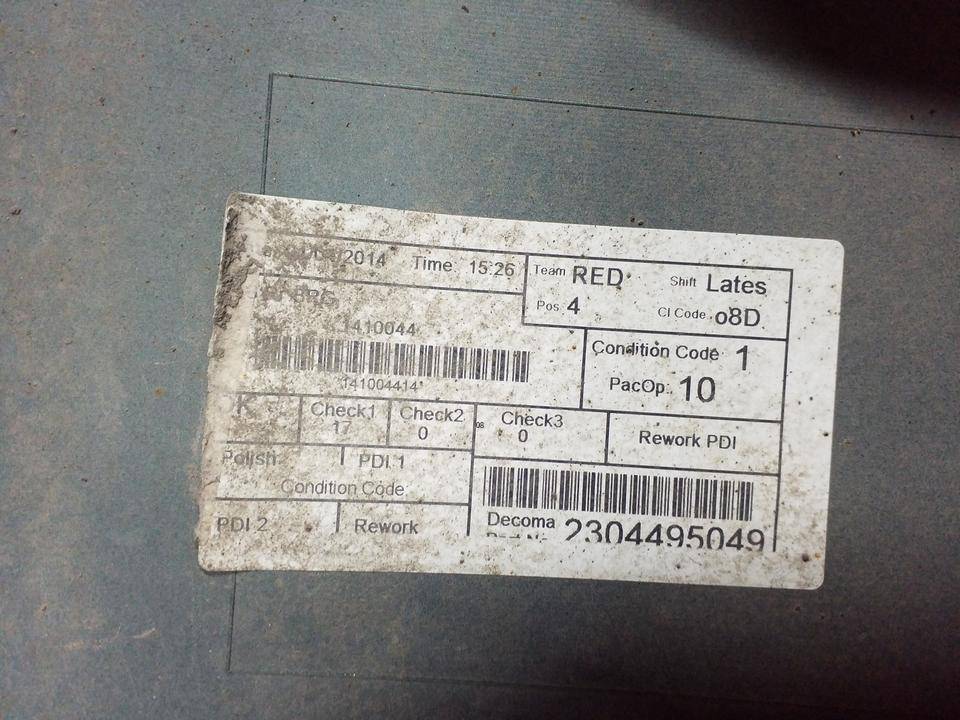 /2014 Time: 15:26
Team RED Shift Lates
Pos 4 CI Code o8D
1410044
141004414
Condition Code 1
PacOp. 10
Check1 Check2 Check3
17 0 0
Rework PDI
Polish PDI 1
Condition Code
PDI 2 Rework
Decoma 2304495049